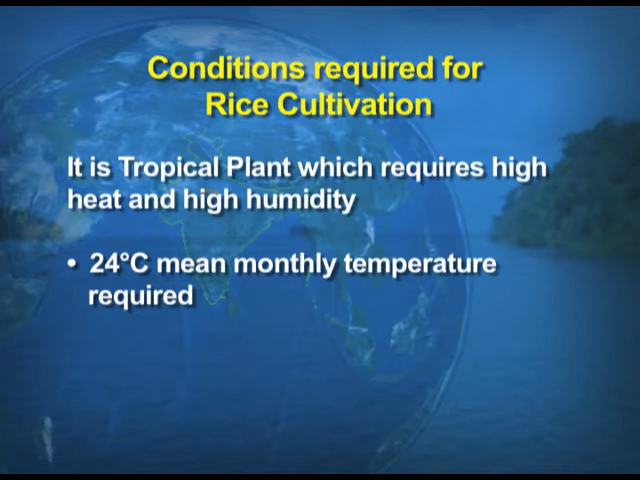 Conditions required for
Rice Cultivation
It is Tropical Plant which requires high
heat and high humidity
• 24°C mean monthly temperature
required